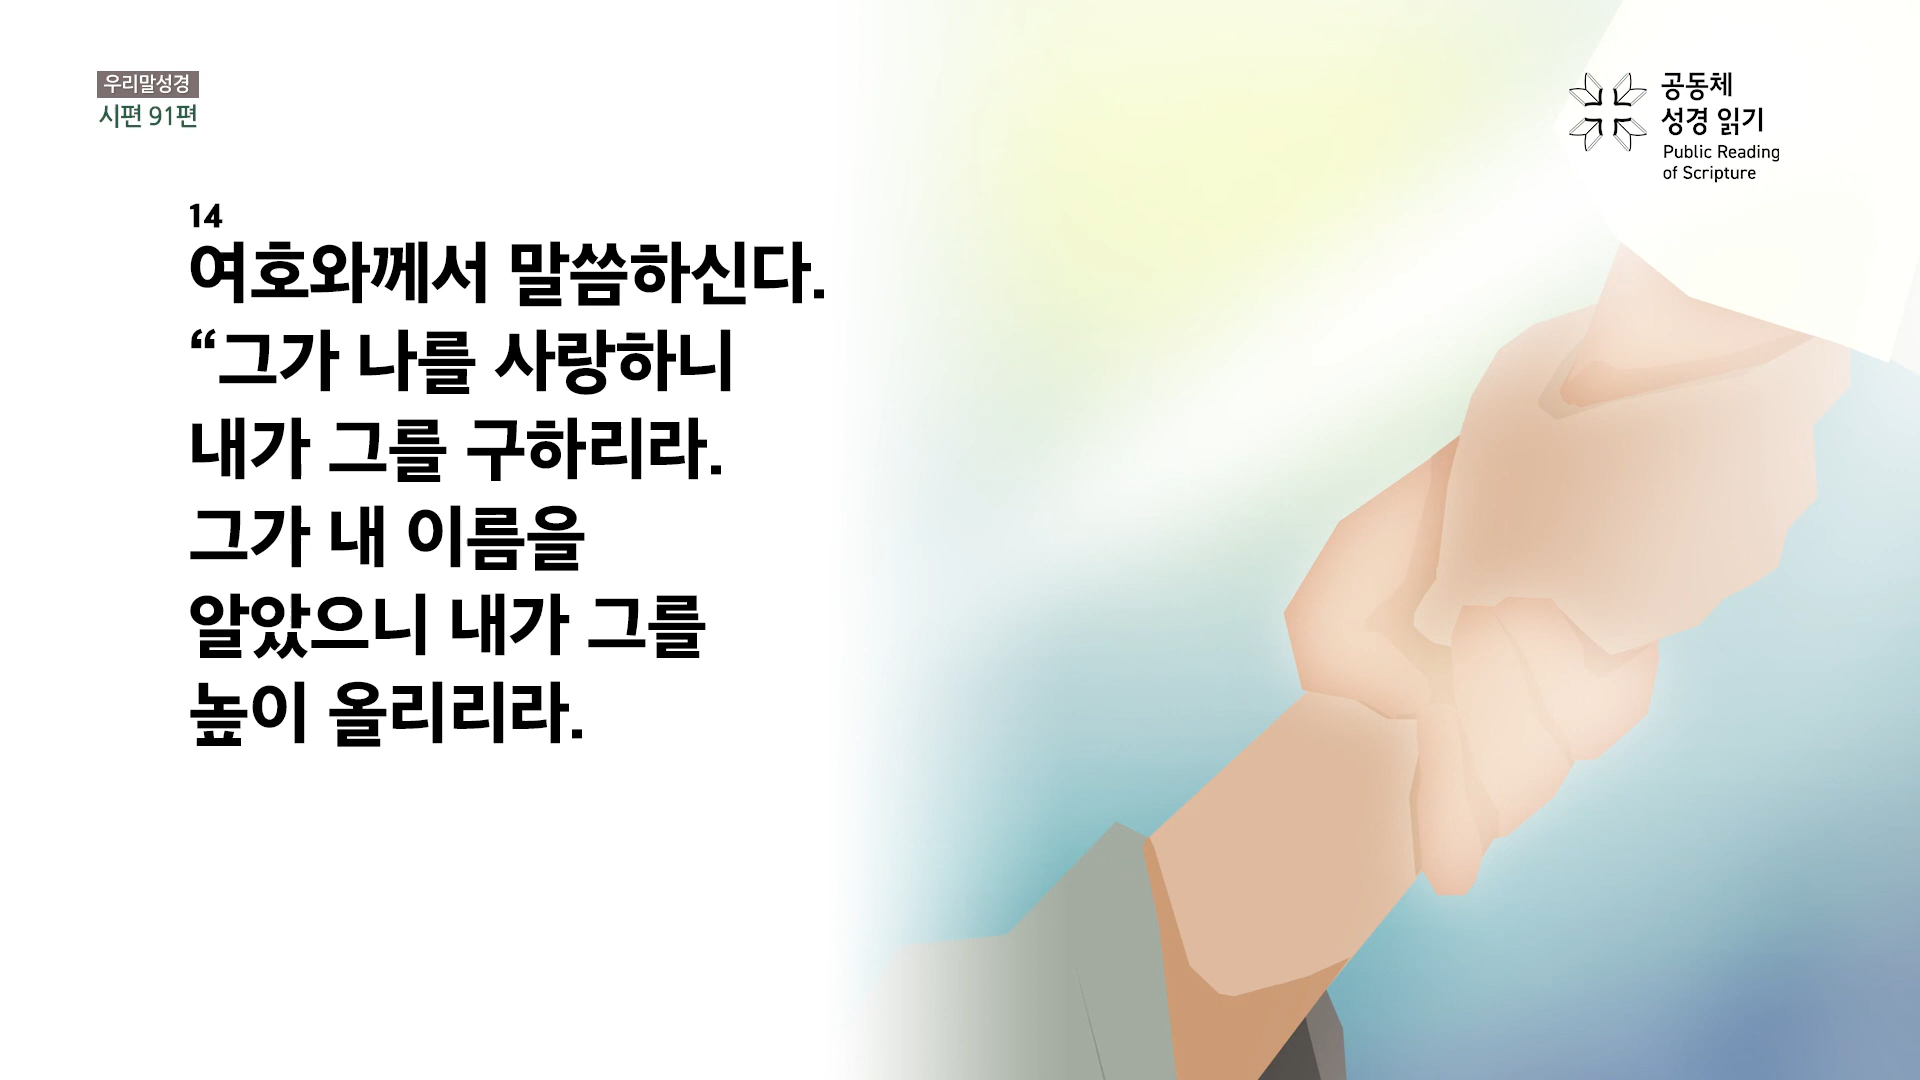 우리말성경
시편 91편
공동체
성경 읽기
Public Reading
of Scripture
14
여호와께서 말씀하신다.
“그가 나를 사랑하니
내가 그를 구하리라.
그가 내 이름을
알았으니 내가 그를
높이 올리리라.